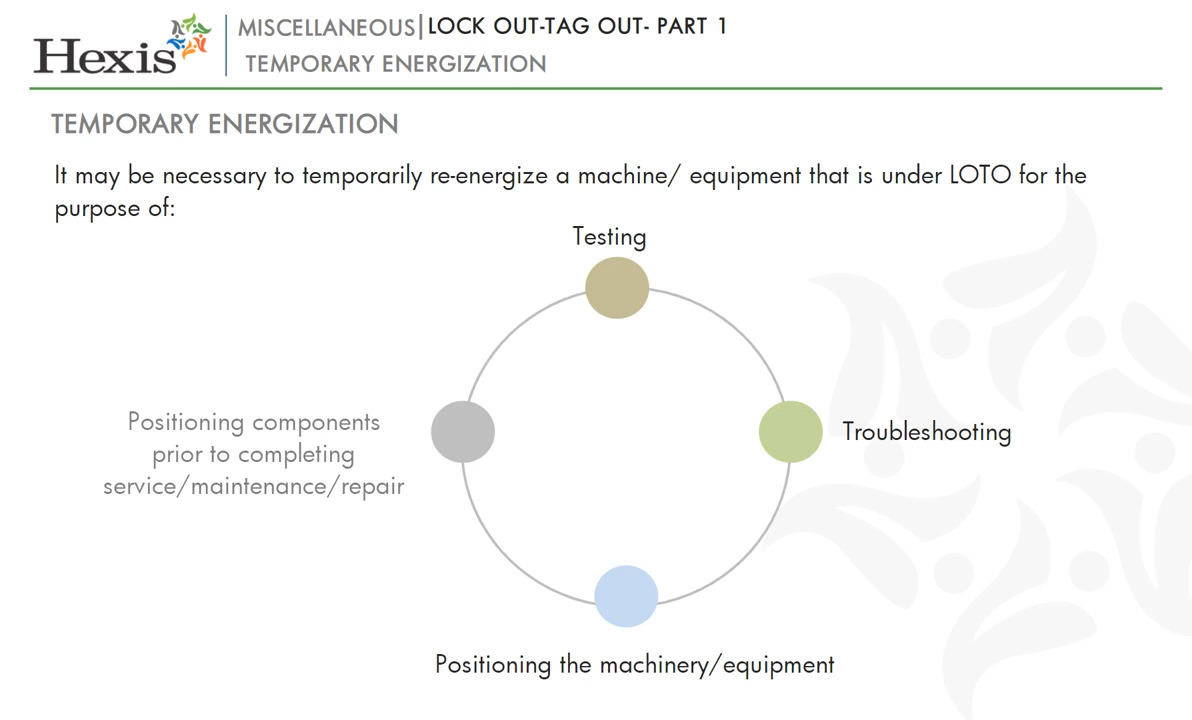 Hexis
MISCELLANEOUS|LOCK OUT-TAG OUT- PART 1
TEMPORARY ENERGIZATION
TEMPORARY ENERGIZATION
It may be necessary to temporarily re-energize a machine/ equipment that is under LOTO for the
purpose of:
Testing
Troubleshooting
Positioning components
prior to completing
service/maintenance/repair
Positioning the machinery/equipment